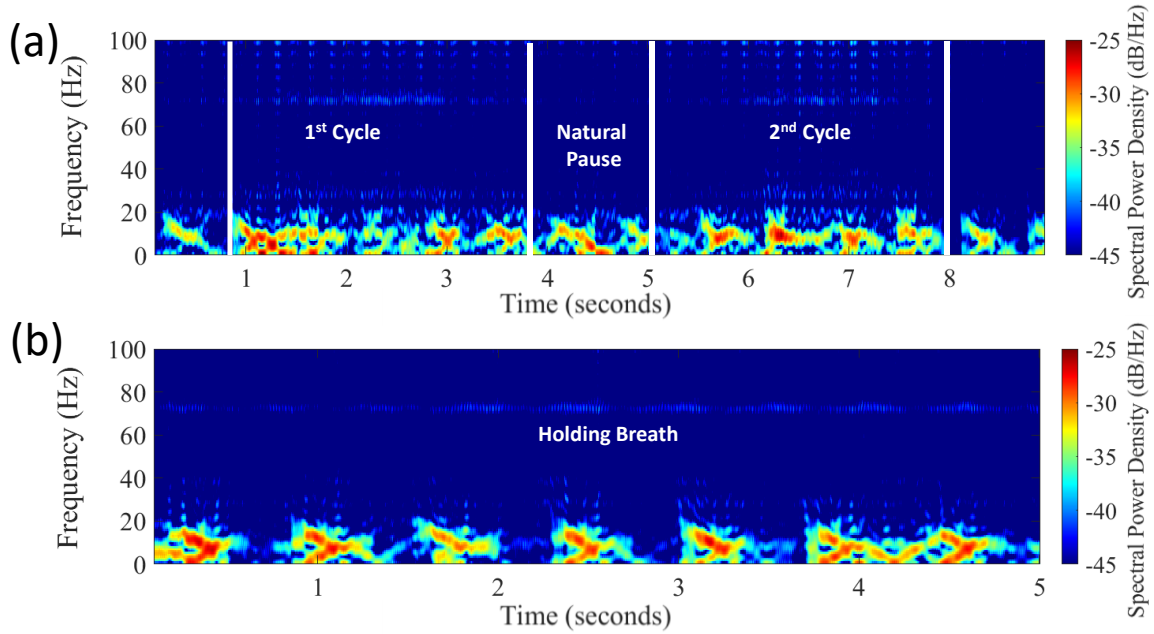 (a)
100
80
60
40
20
0
Frequency (Hz)
1st Cycle
Natural
Pause
2nd Cycle
1
2
3
4
5
6
7
8
Time (seconds)
-25
-30
-35
-40
-45
Spectral Power Density (dB/Hz)
(b)
100
80
60
40
20
0
Frequency (Hz)
Holding Breath
1
2
3
4
5
Time (seconds)
-25
-30
-35
-40
-45
Spectral Power Density (dB/Hz)